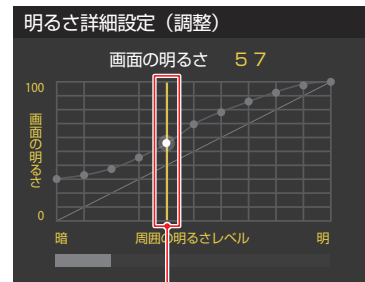 明るさ詳細設定（調整）
画面の明るさ 57
100
画面の明るさ
0
暗 周囲の明るさレベル 明